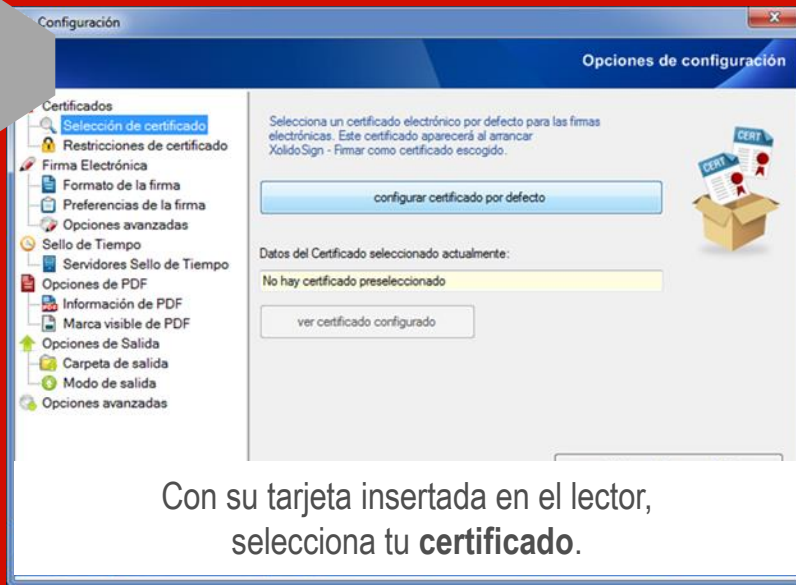 Configuración
Opciones de configuración
Certificados
Selección de certificado
Restricciones de certificado
Firma Electrónica
Formato de la firma
Preferencias de la firma
Opciones avanzadas
Sello de Tiempo
Servidores Sello de Tiempo
Opciones de PDF
Información de PDF
Marca visible de PDF
Opciones de Salida
Carpeta de salida
Modo de salida
Opciones avanzadas
Selecciona un certificado electrónico por defecto para las firmas
electrónicas. Este certificado aparecerá al arrancar
XolidoSign - Firmar como certificado escogido.
CERT
CERT
configurar certificado por defecto
Datos del Certificado seleccionado actualmente:
No hay certificado preseleccionado
ver certificado configurado
Con su tarjeta insertada en el lector,
selecciona tu certificado.